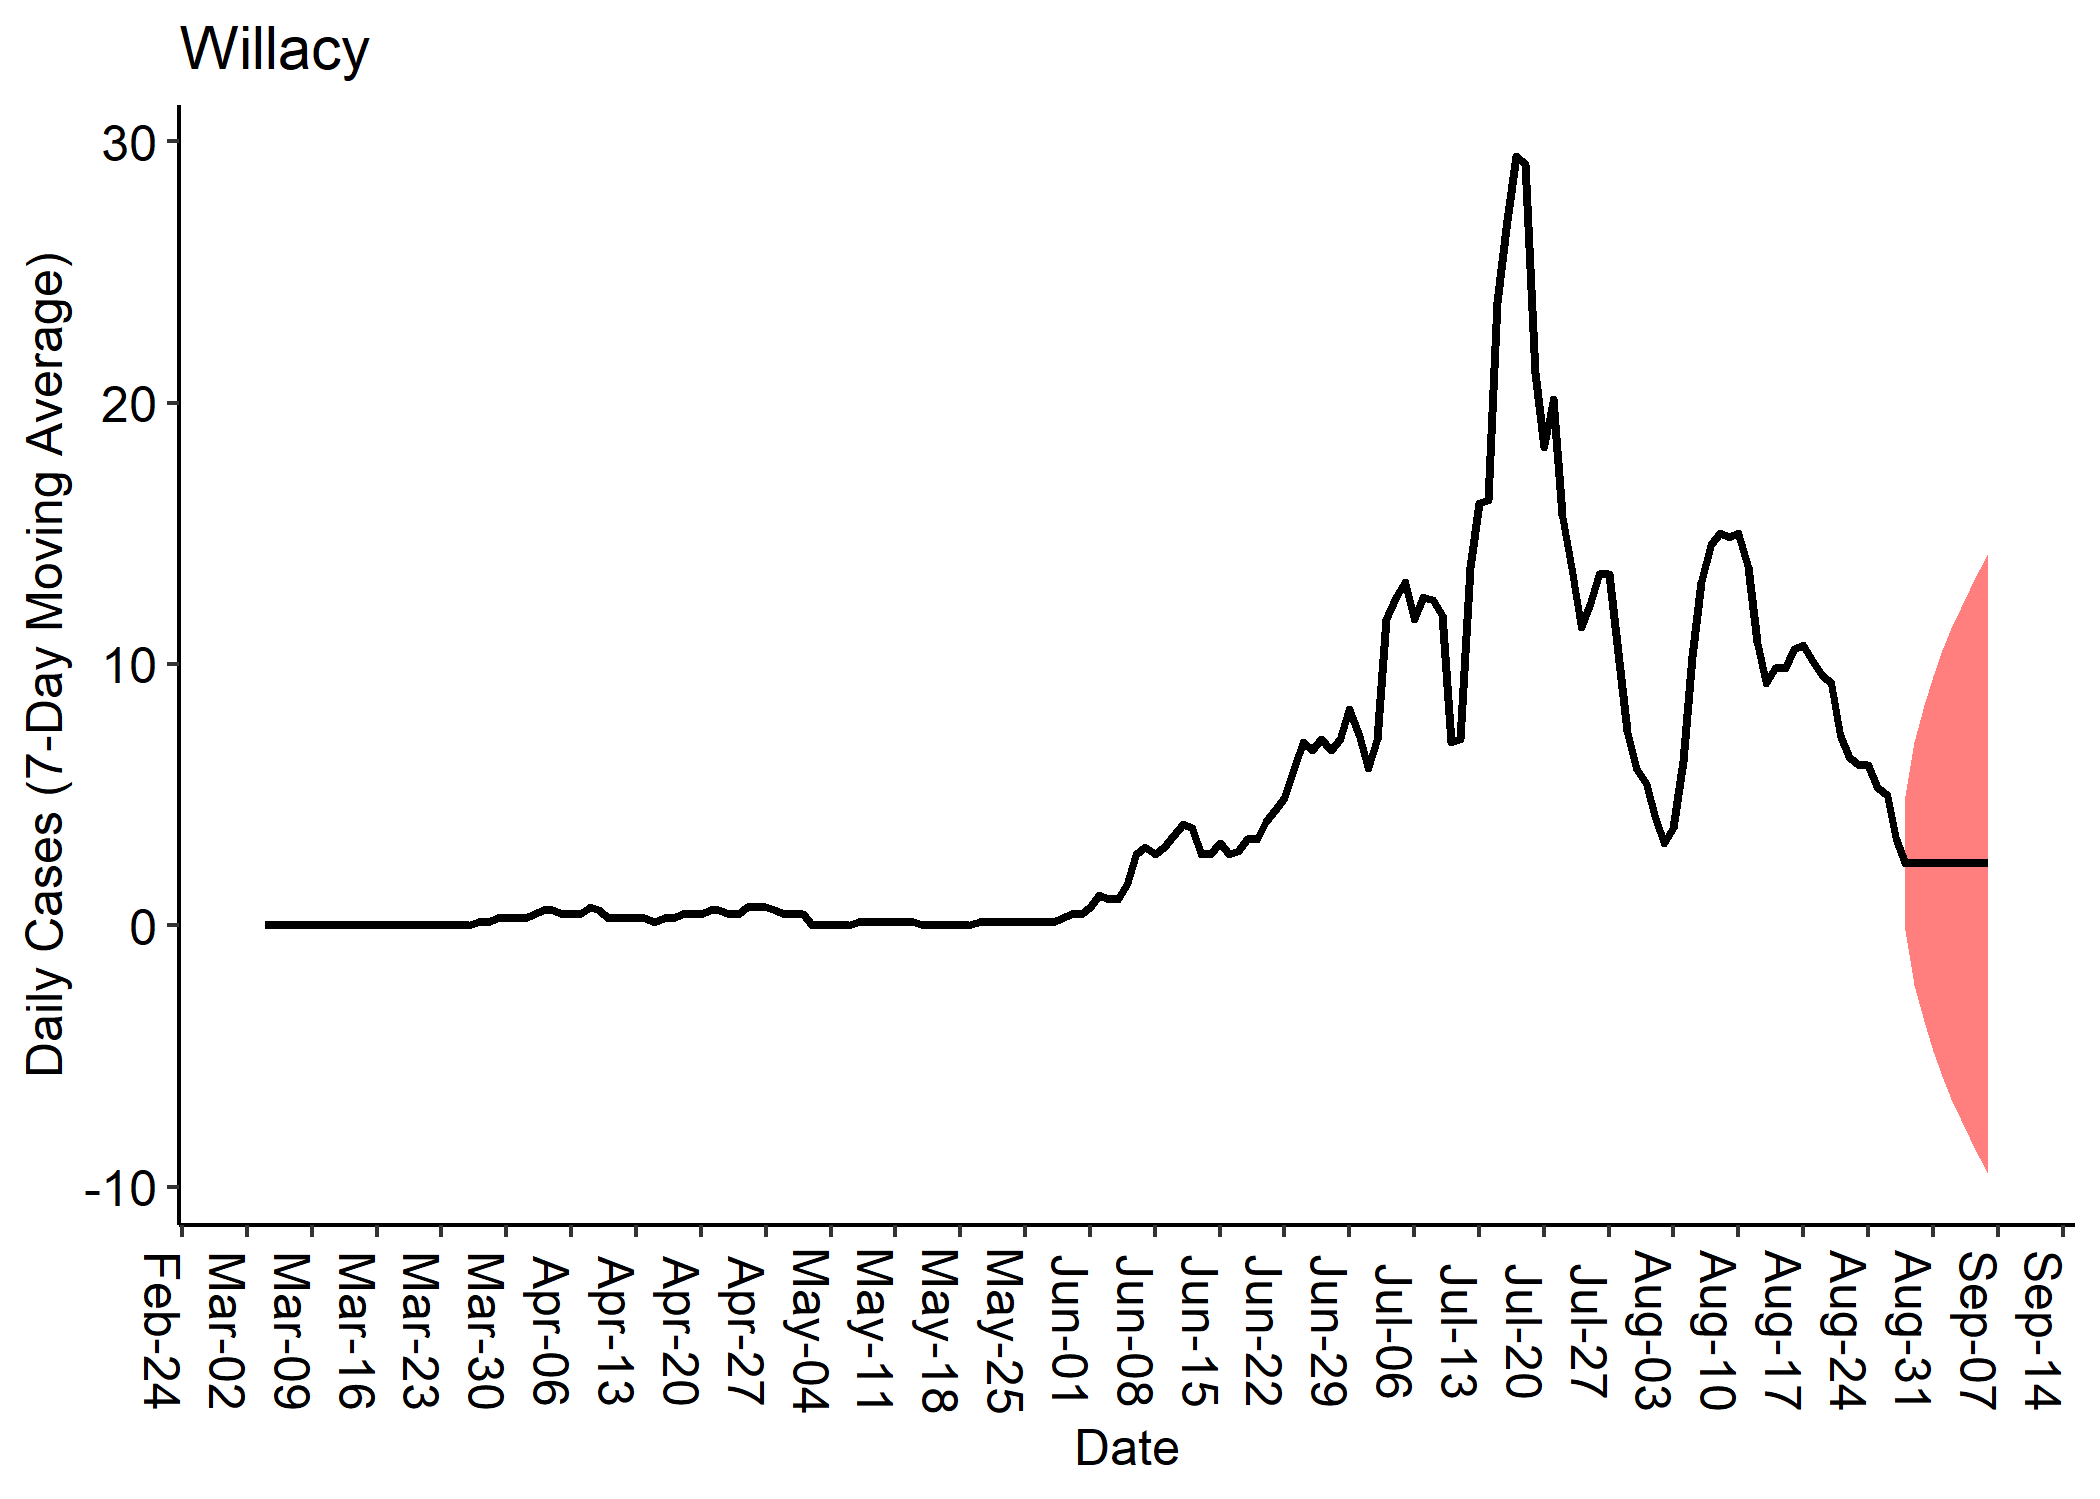 Willacy
Daily Cases (7-Day Moving Average)
30
20
10
0
-10
Feb-24
Mar-02
Mar-09
Mar-16
Mar-23
Mar-30
Apr-06
Apr-13
Apr-20
Apr-27
May-04
May-11
May-18
May-25
Jun-01
Jun-08
Jun-15
Jun-22
Jun-29
Jul-06
Jul-13
Jul-20
Jul-27
Aug-03
Aug-10
Aug-17
Aug-24
Aug-31
Sep-07
Sep-14
Date